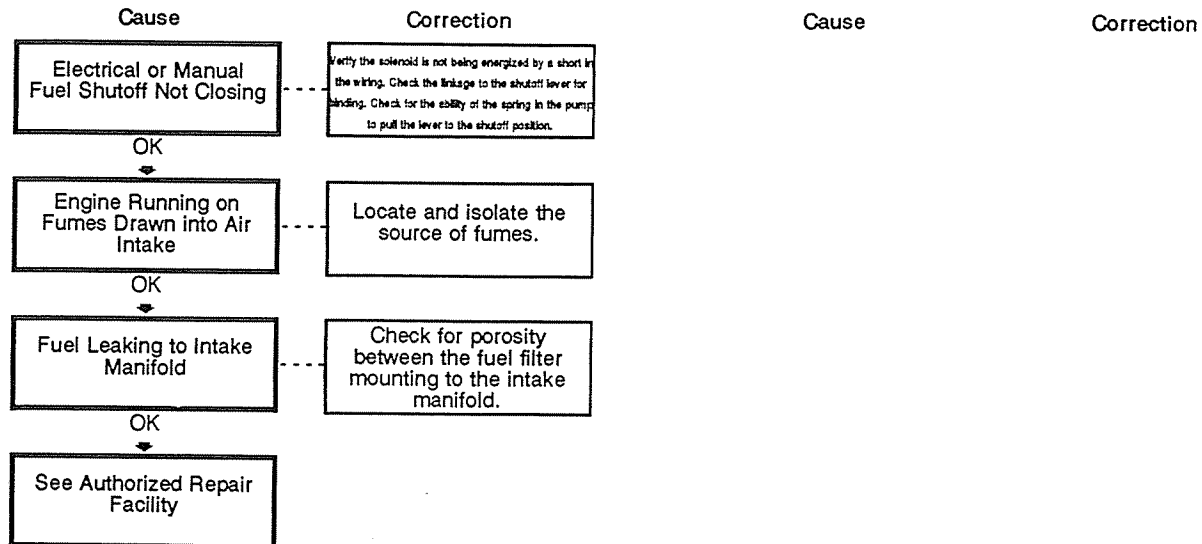 Cause
Correction
Cause
Correction
Electrical or Manual
Fuel Shutoff Not Closing
Verify the solenoid is not being energized by a short in
the wiring. Check the linkage to the shutoff lever for
binding. Check for the ability of the spring in the pump
to pull the lever to the shutoff position.
OK
Engine Running on
Fumes Drawn into Air
Intake
Locate and isolate the
source of fumes.
OK
Fuel Leaking to Intake
Manifold
Check for porosity
between the fuel filter
mounting to the intake
manifold.
OK
See Authorized Repair
Facility